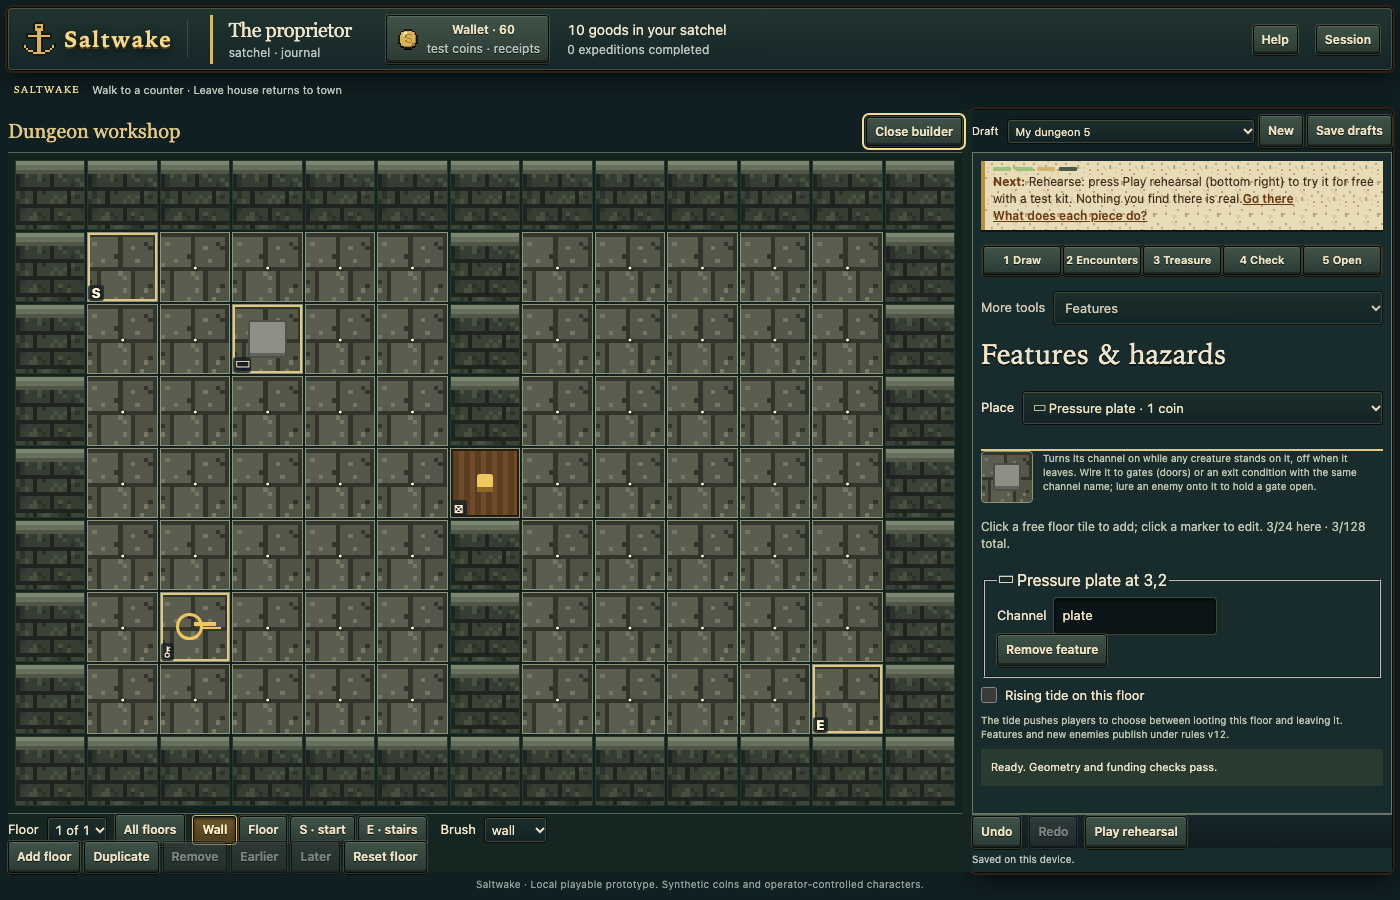 Saltwake
The proprietor
satchel · journal
Wallet · 60
test coins · receipts
10 goods in your satchel
0 expeditions completed
Help
Session
SALTWAKE
Walk to a counter · Leave house returns to town
Dungeon workshop
Close builder
Draft
My dungeon 5
New
Save drafts
Next: Rehearse: press Play rehearsal (bottom right) to try it for free
with a test kit. Nothing you find there is real.Go there
What does each piece do?
1 Draw
2 Encounters
3 Treasure
4 Check
5 Open
More tools
Features
Features & hazards
Place
Pressure plate · 1 coin
Turns its channel on while any creature stands on it, off when it
leaves. Wire it to gates (doors) or an exit condition with the same
channel name; lure an enemy onto it to hold a gate open.
Click a free floor tile to add; click a marker to edit. 3/24 here · 3/128
total.
Pressure plate at 3,2
Channel
plate
Remove feature
Rising tide on this floor
The tide pushes players to choose between looting this floor and leaving it.
Features and new enemies publish under rules v12.
Ready. Geometry and funding checks pass.
S
E
Floor
1 of 1
All floors
Wall
Floor
S · start
E · stairs
Brush
wall
Add floor
Duplicate
Remove
Earlier
Later
Reset floor
Undo
Redo
Play rehearsal
Saved on this device.
Saltwake · Local playable prototype. Synthetic coins and operator-controlled characters.